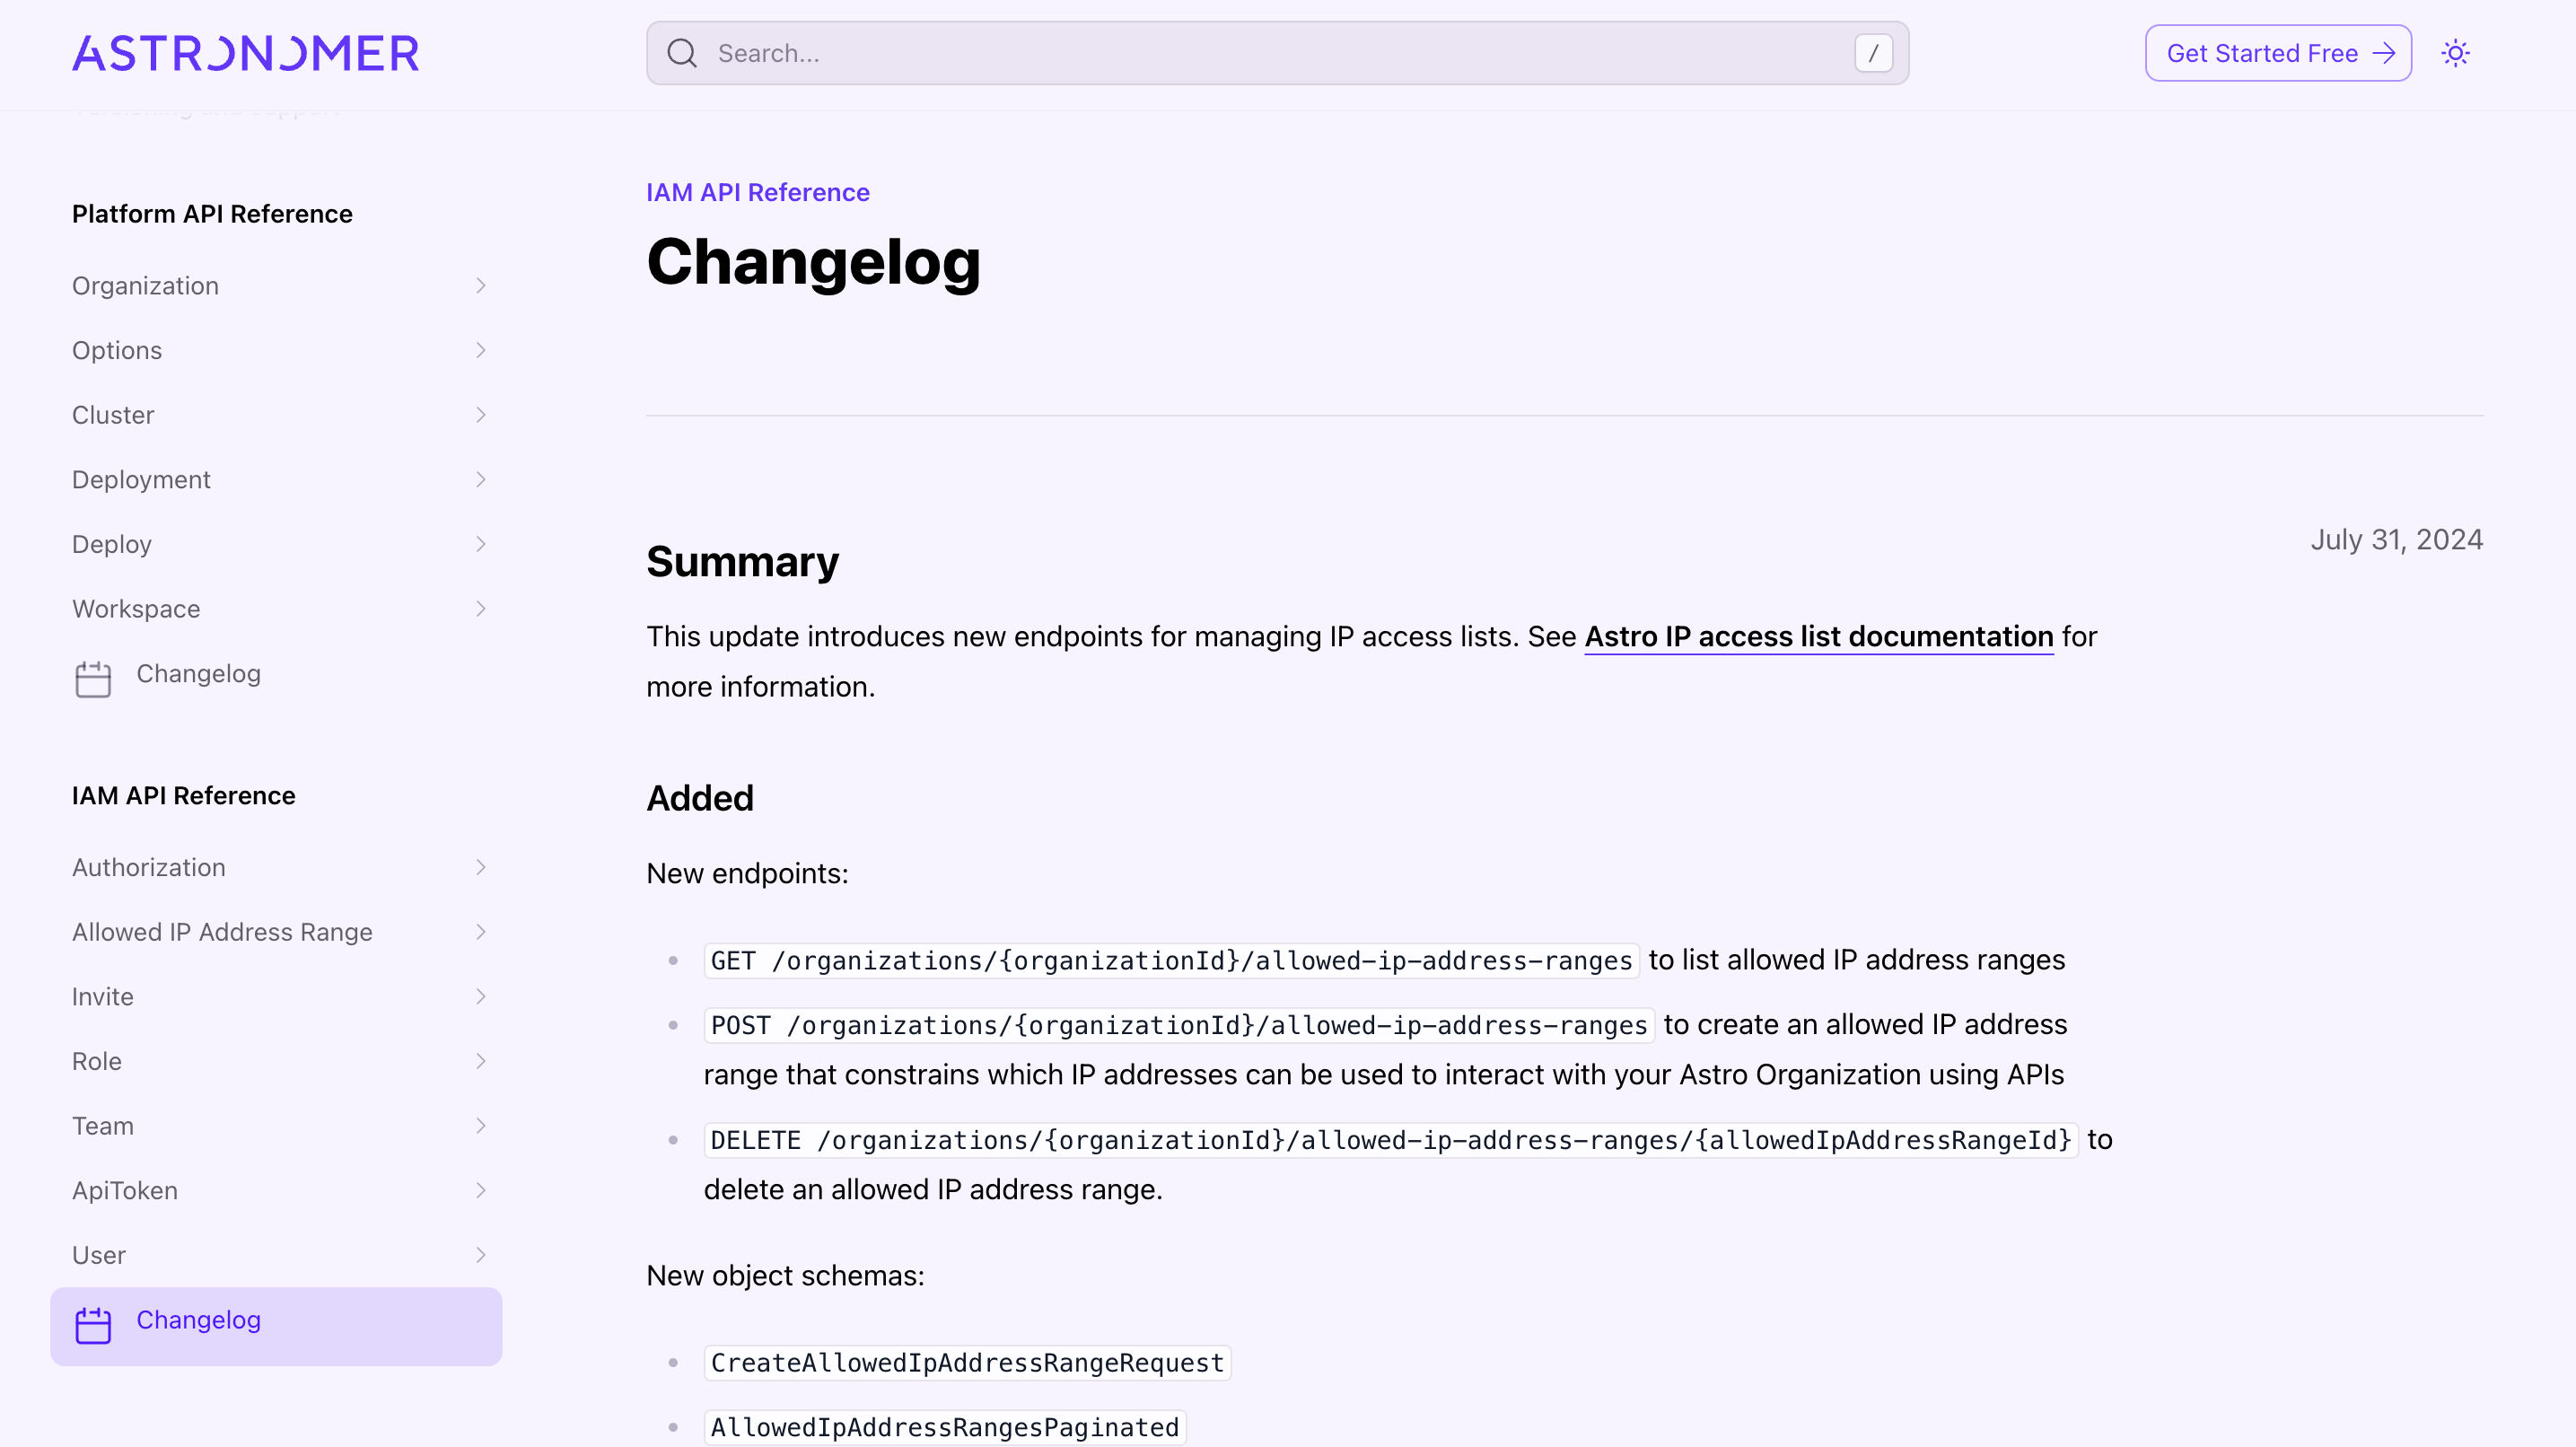 ASTRONOMER
Search...
/
Get Started Free
Versioning and support
Platform API Reference
Organization
Options
Cluster
Deployment
Deploy
Workspace
Changelog
IAM API Reference
Authorization
Allowed IP Address Range
Invite
Role
Team
ApiToken
User
Changelog
IAM API Reference
Changelog
July 31, 2024
Summary
This update introduces new endpoints for managing IP access lists. See Astro IP access list documentation for
more information.
Added
New endpoints:
GET /organizations/{organizationId}/allowed-ip-address-ranges to list allowed IP address ranges
POST /organizations/{organizationId}/allowed-ip-address-ranges to create an allowed IP address
range that constrains which IP addresses can be used to interact with your Astro Organization using APIs
DELETE /organizations/{organizationId}/allowed-ip-address-ranges/{allowedIpAddressRangeId} to
delete an allowed IP address range.
New object schemas:
CreateAllowedIpAddressRangeRequest
AllowedIpAddressRangesPaginated